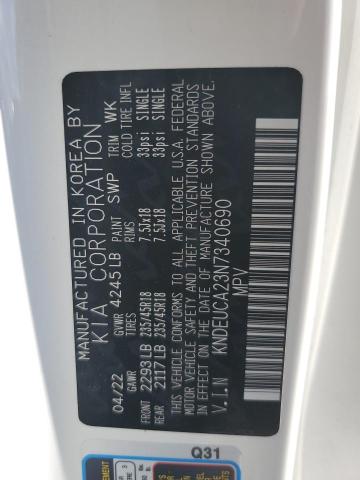 MANUFACTURED IN KOREA BY
KIA CORPORATION
04/22 GVWR 4245LB PAINT SWP TRIM WK
GAWR TIRES RIMS COLD TIRE INFL
FRONT 2293LB 235/45R18 7.5JX18 33psi SINGLE
REAR 2117LB 235/45R18 7.5JX18 33psi SINGLE
THIS VEHICLE CONFORMS TO ALL APPLICABLE U.S.A. FEDERAL
MOTOR VEHICLE SAFETY AND THEFT PREVENTION STANDARDS
IN EFFECT ON THE DATE OF MANUFACTURE SHOWN ABOVE.
V.I.N KNDEUCA23N7340690
MPV
Q31